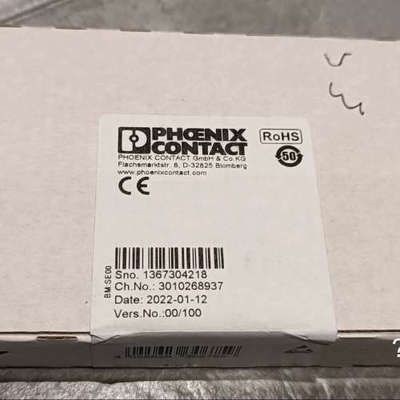 PHŒNIX
CONTACT
RoHS
50
PHOENIX CONTACT GmbH & Co.KG
Flachsmarktstr. 8, D-32825 Blomberg
www.phoenixcontact.com
CE
BM-SE00
Sno. 1367304218
Ch.No.: 3010268937
Date: 2022-01-12
Vers.No.:00/100